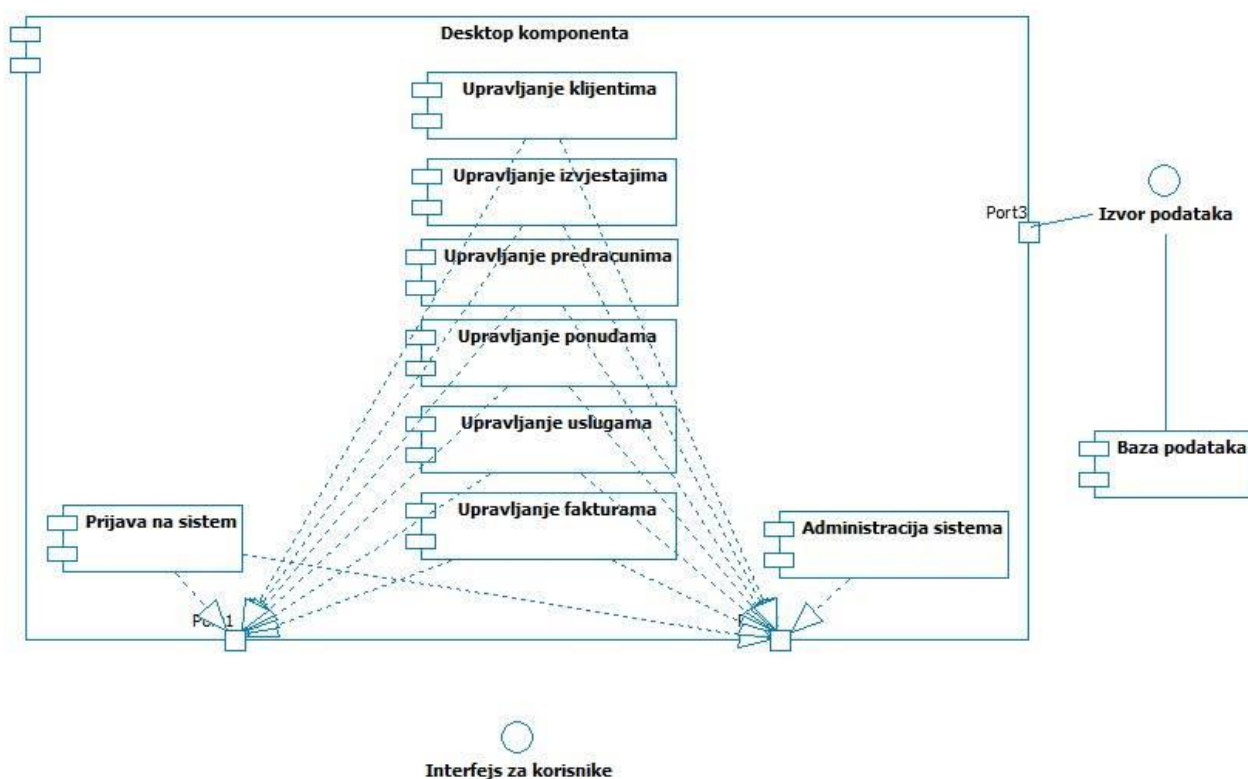 Desktop komponenta
Upravljanje klijentima
Upravljanje izvjestajima
Port3
Izvor podataka
Upravljanje predracunima
Upravljanje ponudama
Upravljanje uslugama
Baza podataka
Upravljanje fakturama
Prijava na sistem
Administracija sistema
Interfejs za korisnike